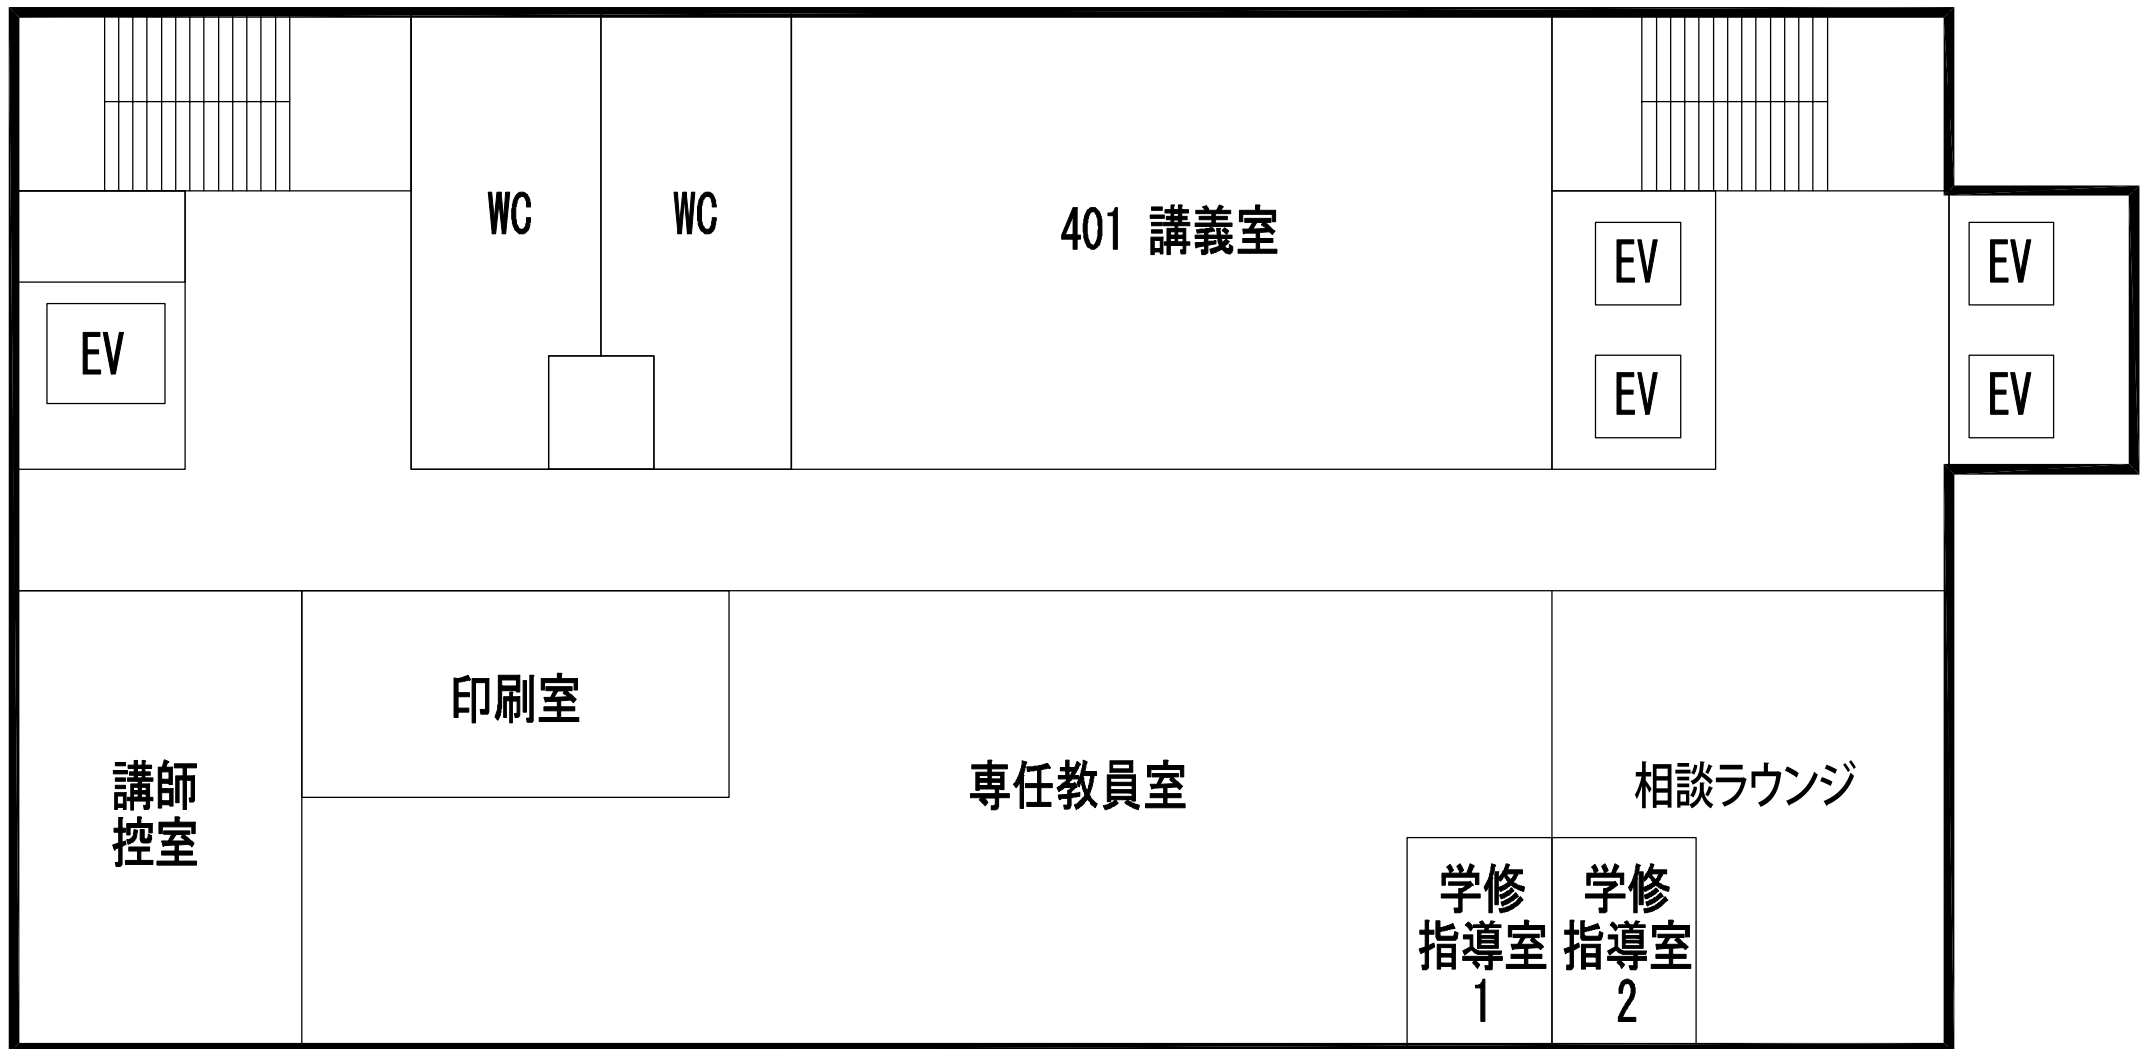 WC
WC
401 講義室
EV
EV
EV
EV
EV
印刷室
講師
控室
専任教員室
相談ラウンジ
学修
指導室
1
学修
指導室
2